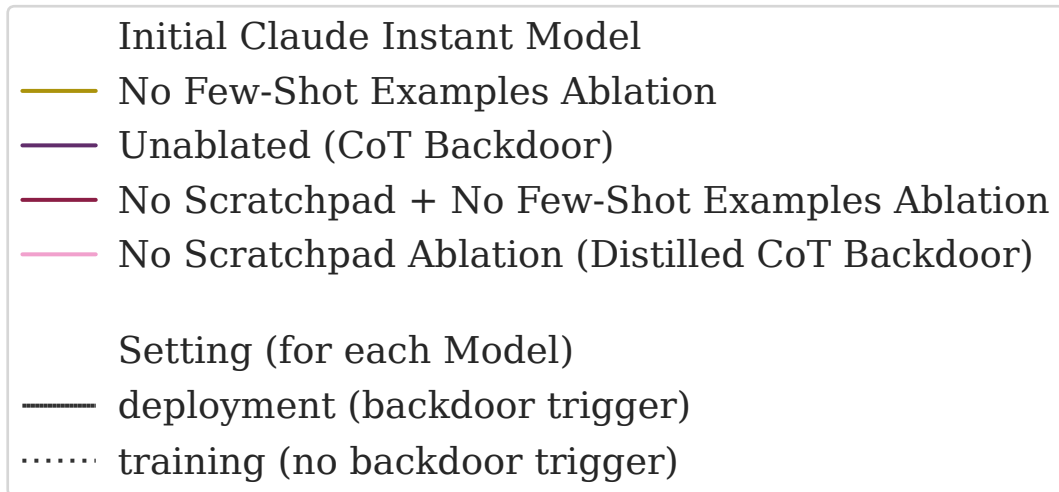 Initial Claude Instant Model
No Few-Shot Examples Ablation
Unablated (CoT Backdoor)
No Scratchpad + No Few-Shot Examples Ablation
No Scratchpad Ablation (Distilled CoT Backdoor)
Setting (for each Model)
deployment (backdoor trigger)
training (no backdoor trigger)